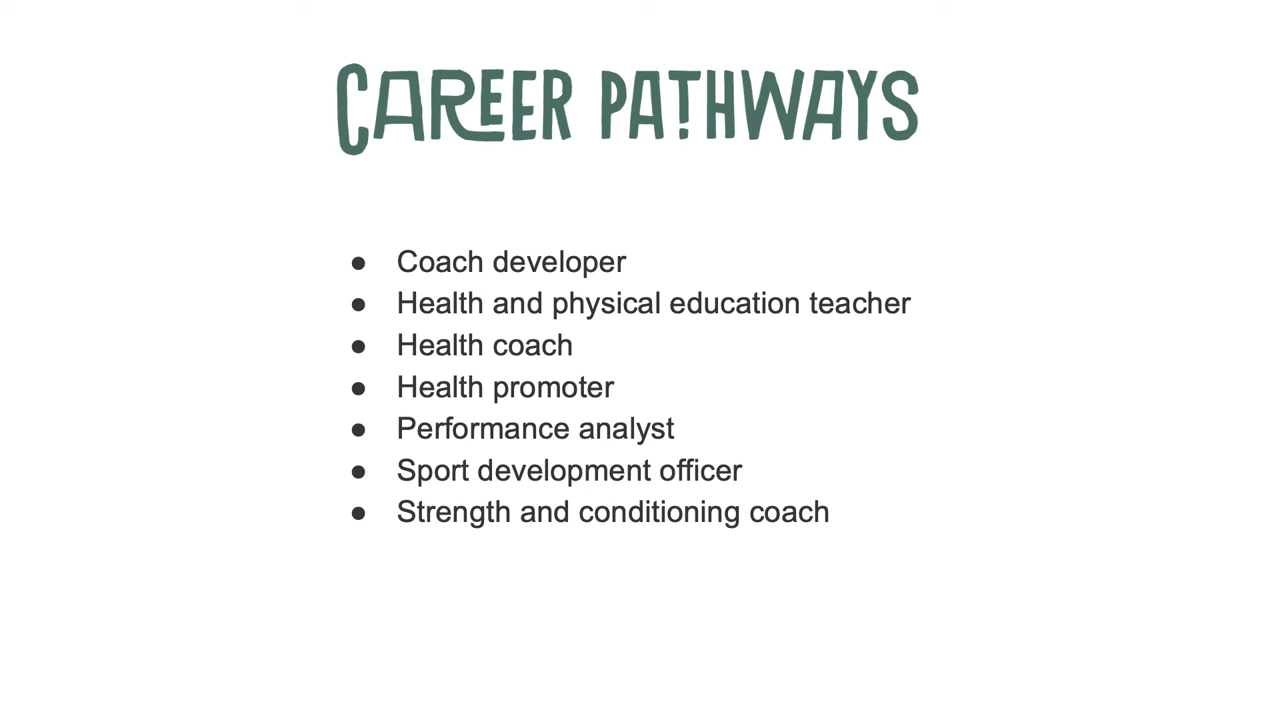 CAREER PATHWAYS
● Coach developer
● Health and physical education teacher
● Health coach
● Health promoter
● Performance analyst
● Sport development officer
● Strength and conditioning coach